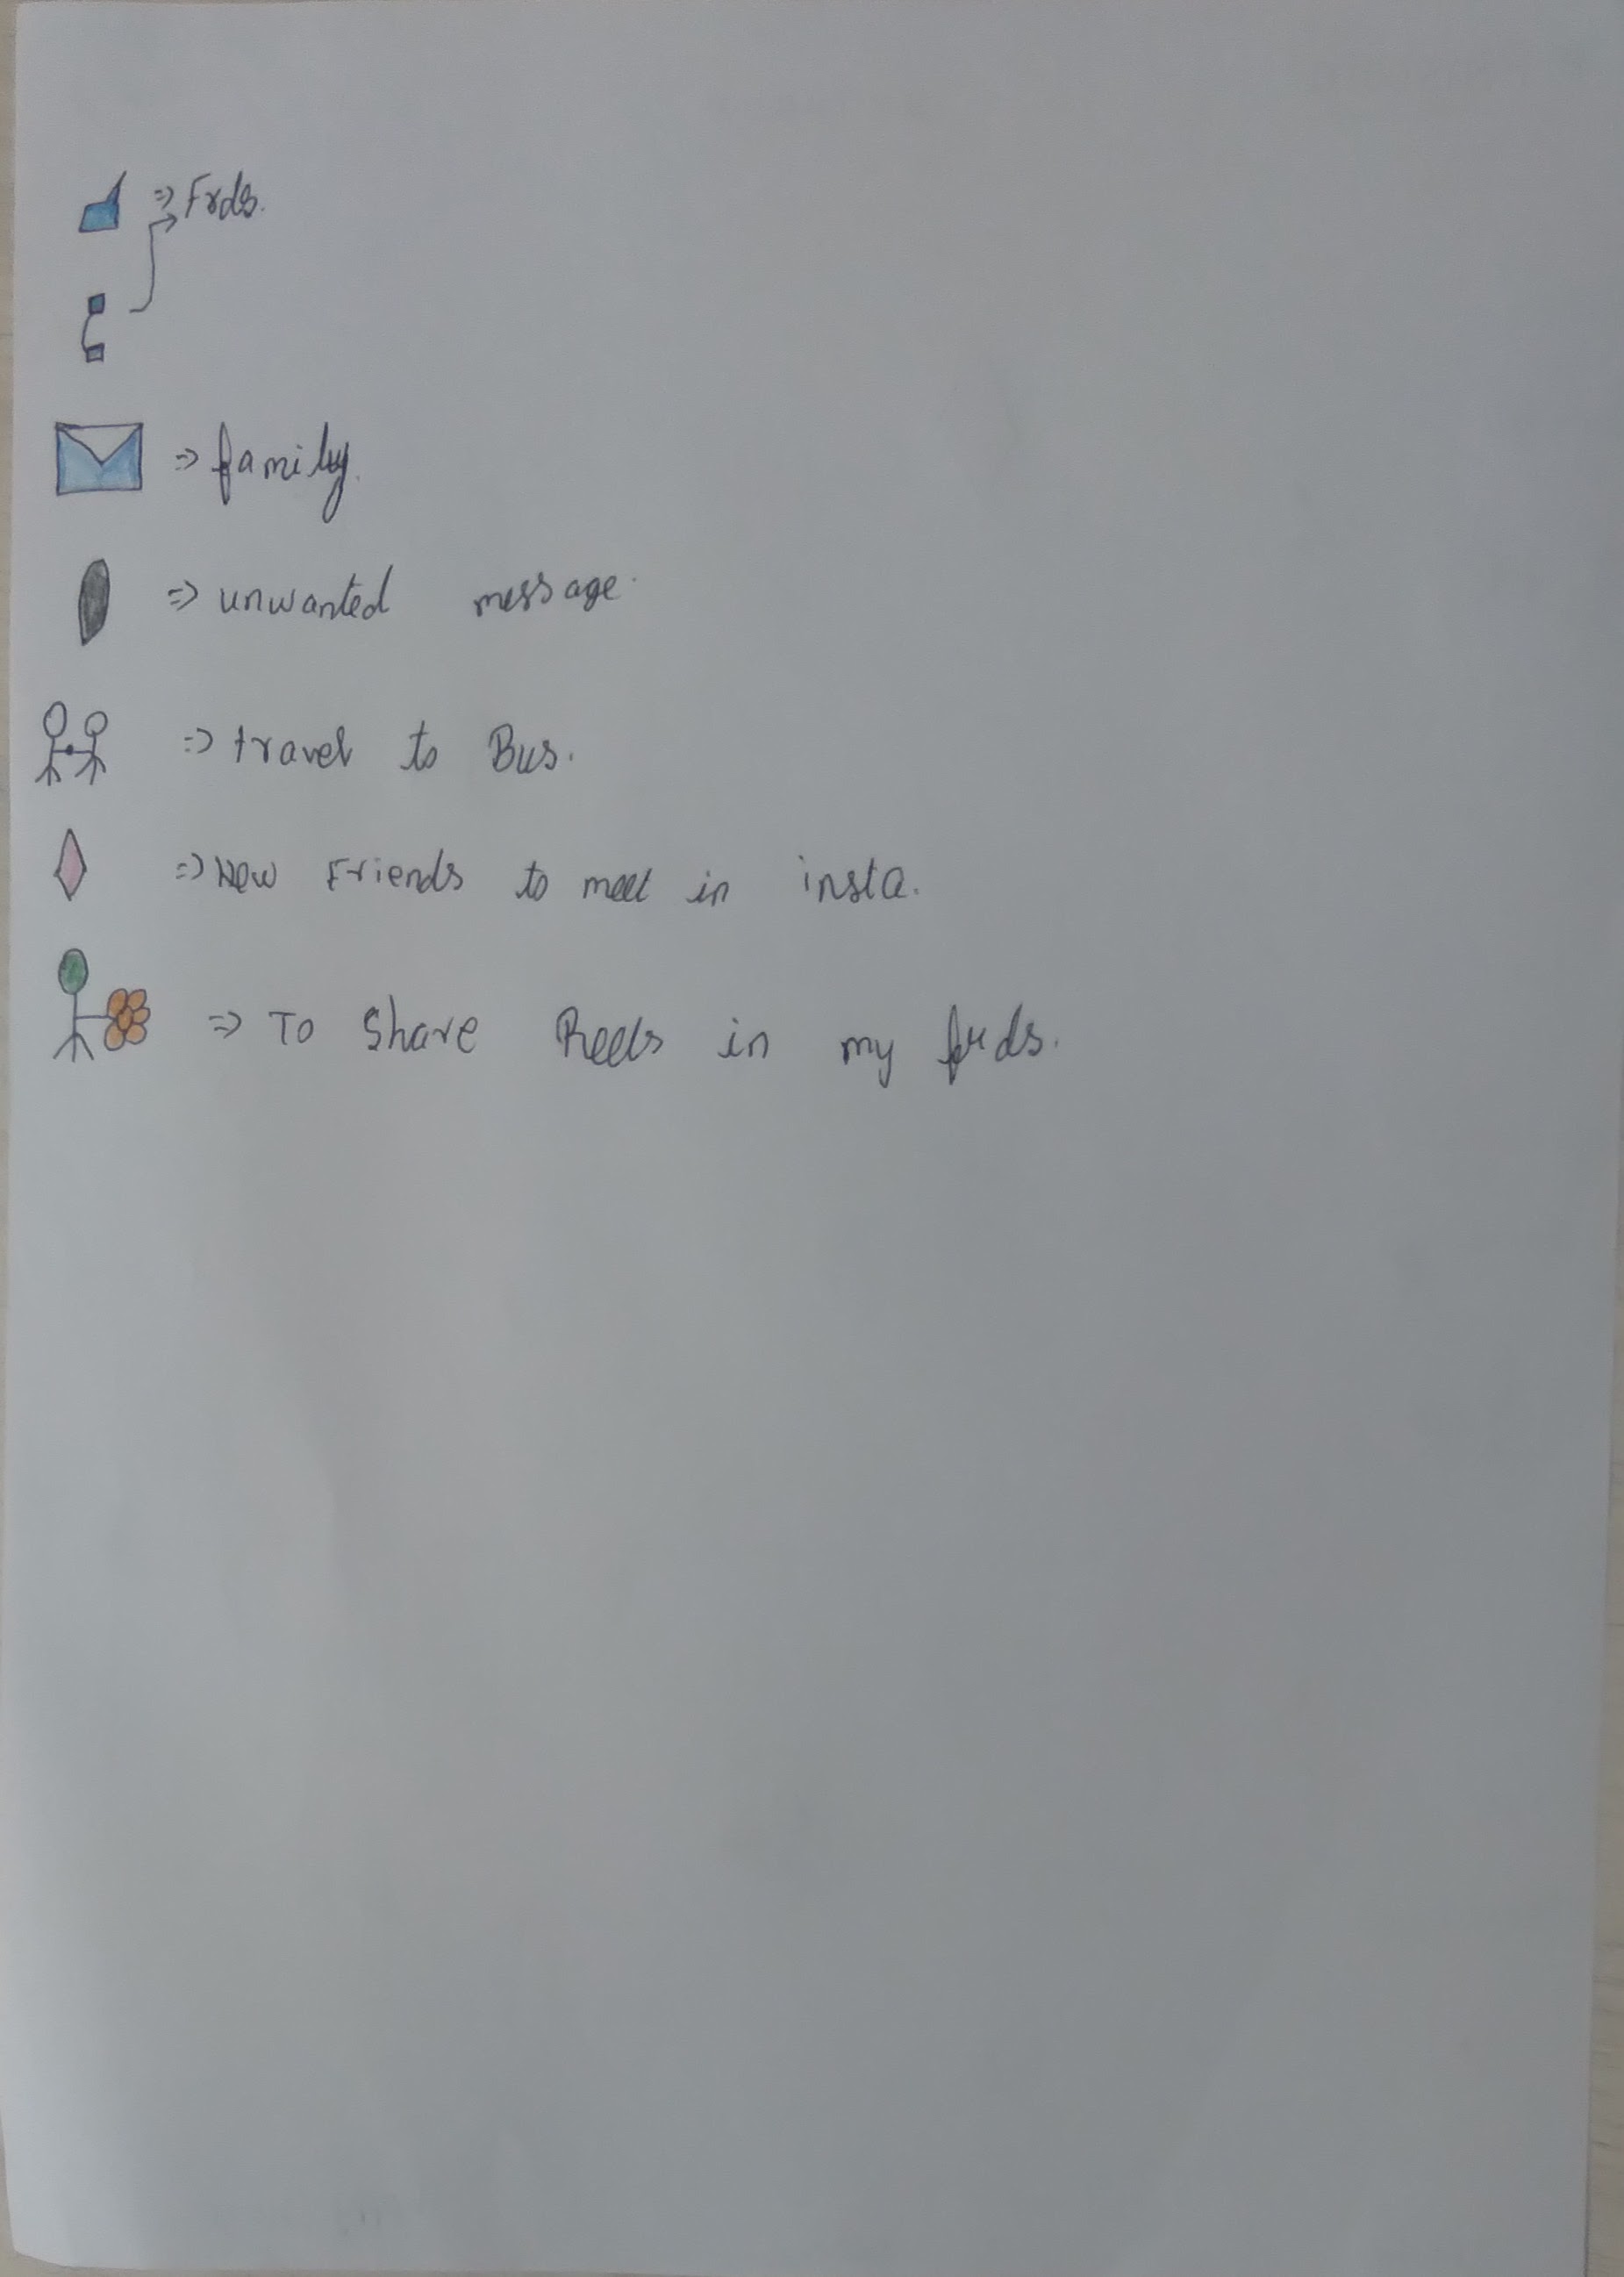 => Frds.
=> family.
=> unwanted message.
=> travel to Bus.
=> New Friends to meet in insta.
=> To Share Reels in my frds.